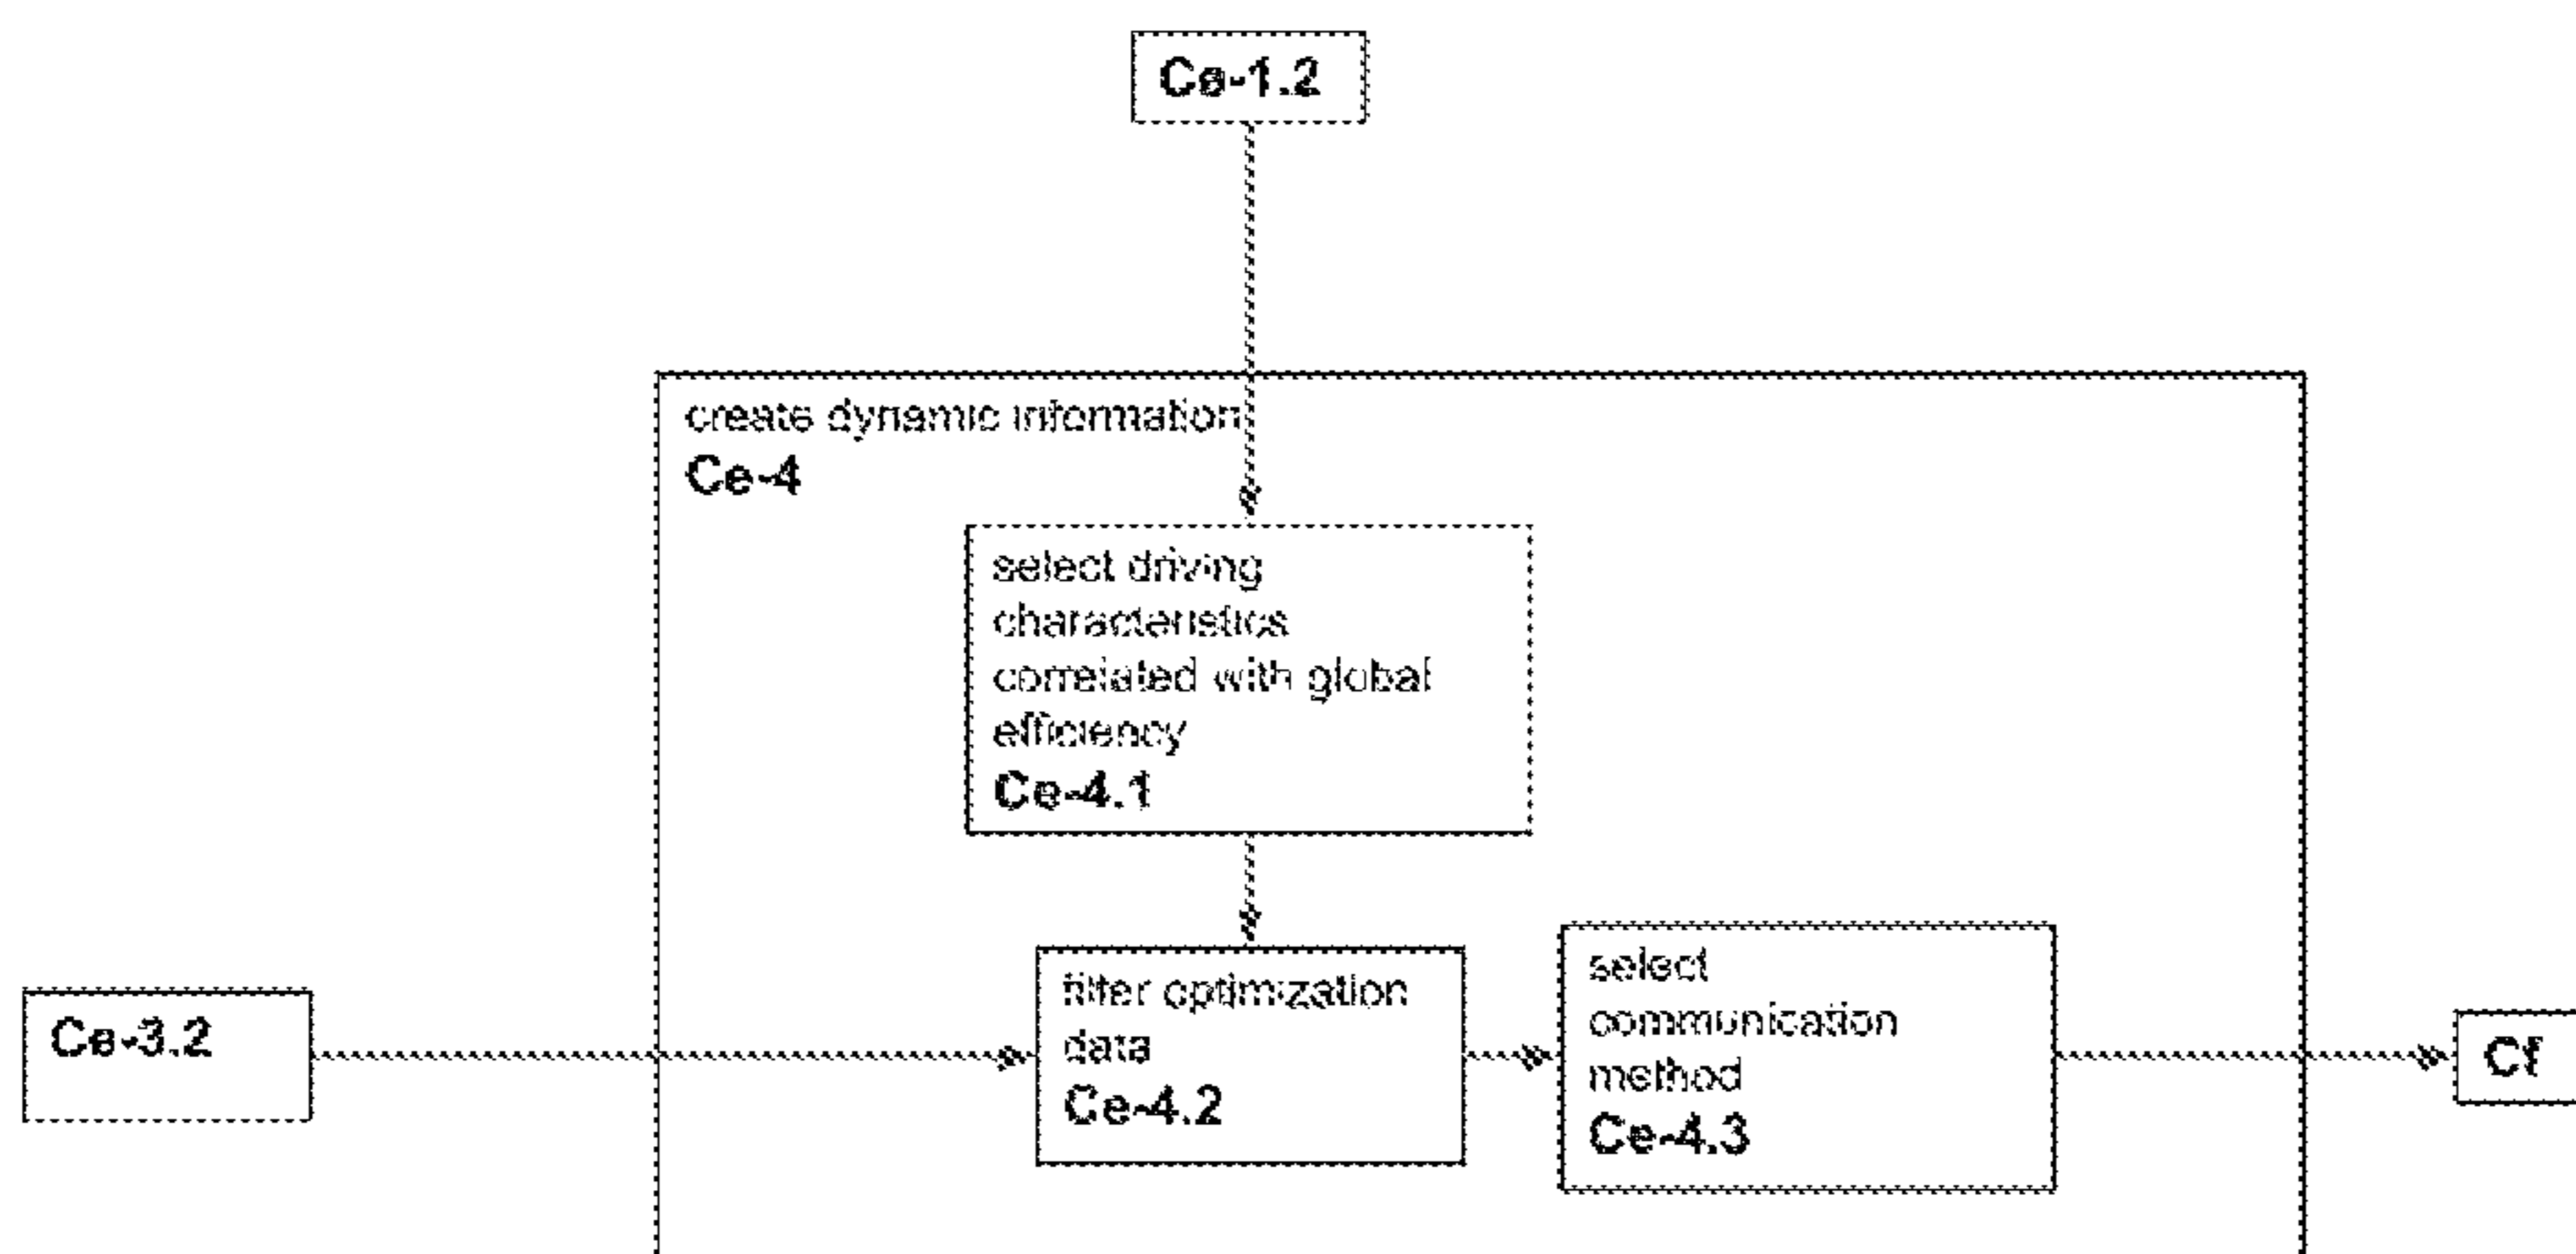 Ce-1.2
create dynamic information
Ce-4
select driving
characteristics
correlated with global
efficiency
Ce-4.1
filter optimization
data
Ce-4.2
select
communication
method
Ce-4.3
Ce-3.2
Cf